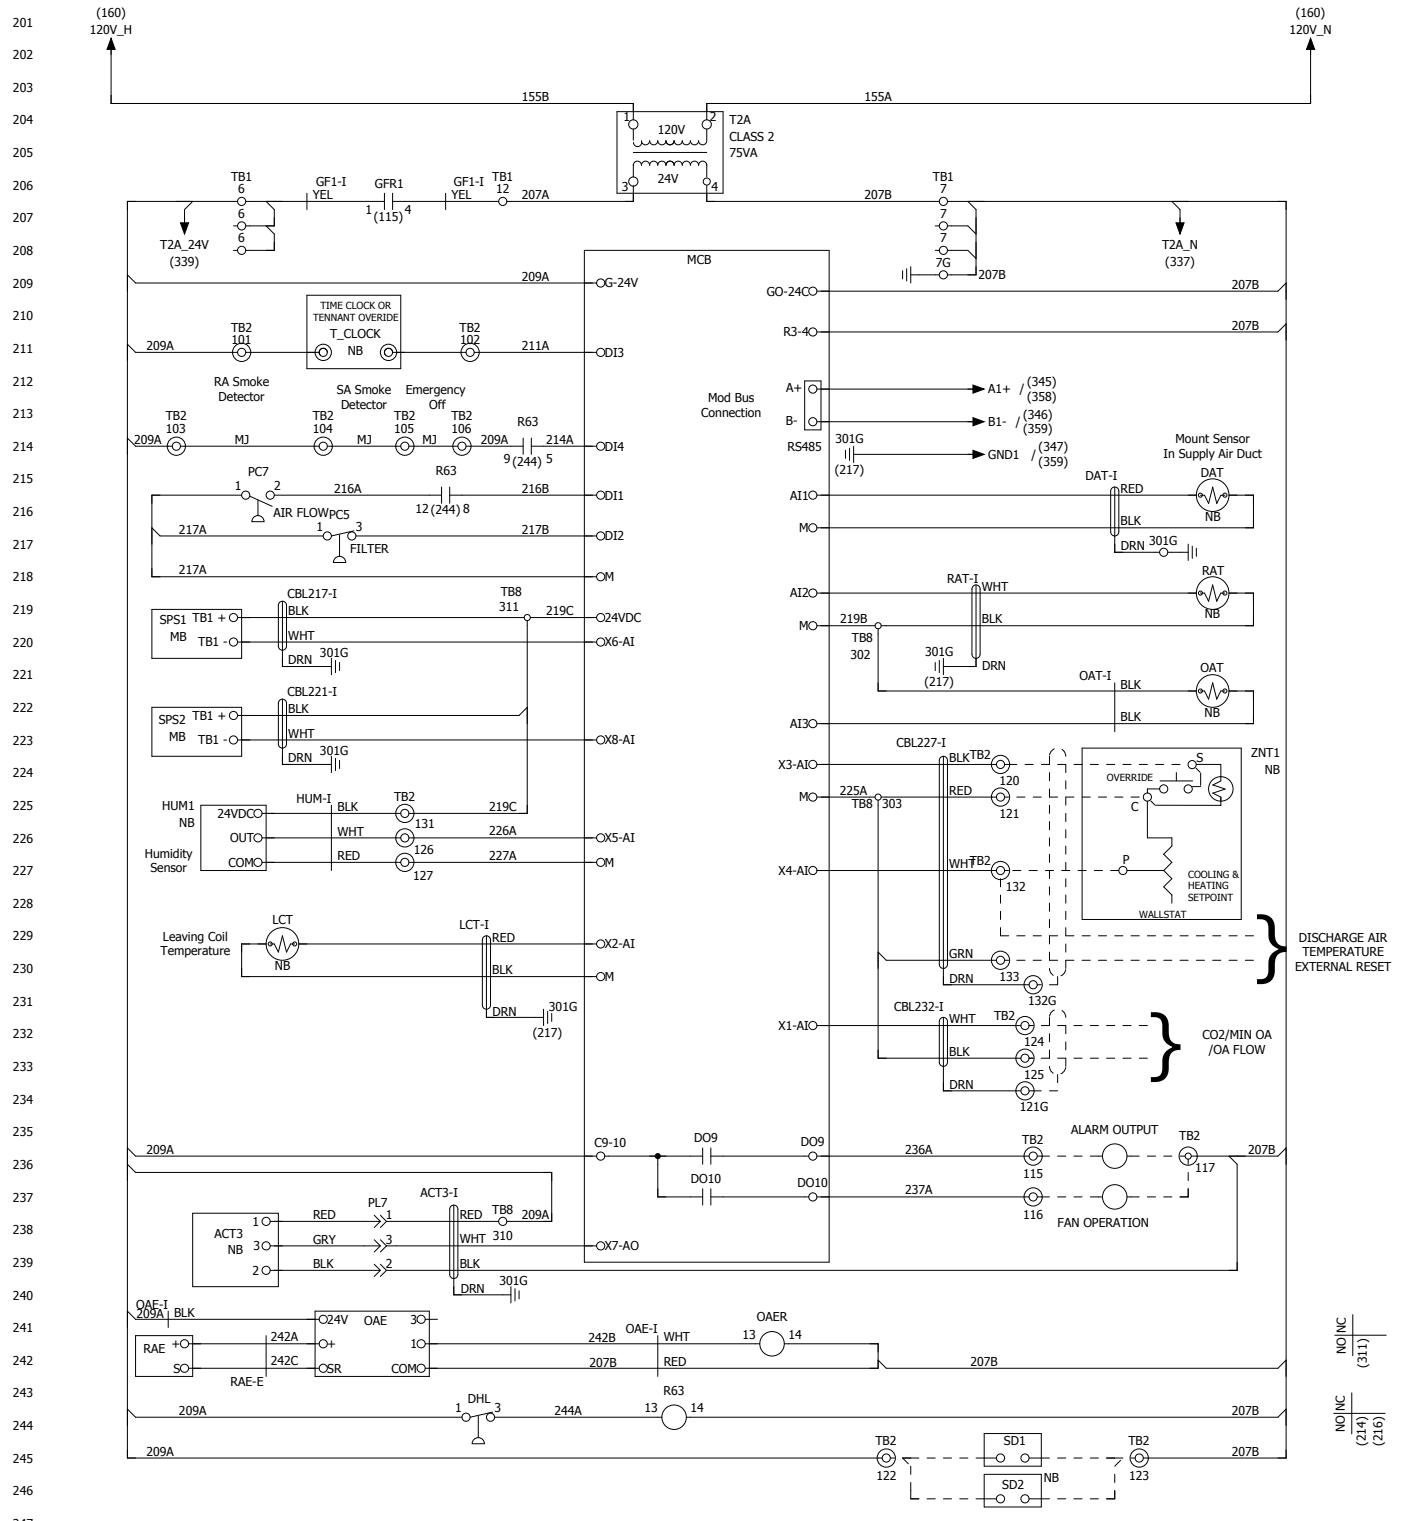 201
(160)
120V_H
(160)
120V_N
202
203
155B
155A
204
1
2
T2A
120V
CLASS 2
205
75VA
24V
206
TB1
6
GF1-I
YEL
GFR1
1 (115) 4
GF1-I
YEL
TB1
12
207A
3
4
207B
TB1
7
207
6
7
208
T2A_24V
(339)
6
7
T2A_N
(337)
MCB
7G
207B
209
209A
G-24V
GO-24C
207B
210
TIME CLOCK OR
TENNANT OVERIDE
T_CLOCK
NB
R3-4
207B
211
209A
TB2
101
TB2
102
211A
DI3
212
RA Smoke
Detector
SA Smoke
Detector
Emergency
Off
Mod Bus
Connection
A+
A1+ / (345)
(358)
213
B-
B1- / (346)
(359)
214
209A
TB2
103
MJ
TB2
104
MJ
TB2
105
MJ
TB2
106
209A
R63
9 (244) 5
214A
DI4
RS485
301G
(217)
GND1 / (347)
(359)
Mount Sensor
In Supply Air Duct
215
PC7
1
2
216A
R63
12 (244) 8
216B
DI1
AI1
DAT-I
RED
DAT
NB
216
AIR FLOW
PC5
1
3
M
BLK
217
217A
FILTER
217B
DI2
DRN
301G
218
217A
M
RAT-I
WHT
RAT
NB
AI2
219
CBL217-I
SPS1
MB
TB1 +
BLK
TB8
311
219C
24VDC
M
219B
TB8
302
BLK
220
TB1 -
WHT
X6-AI
DRN
301G
301G
(217)
DRN
221
OAT-I
BLK
OAT
NB
222
CBL221-I
SPS2
MB
TB1 +
BLK
AI3
BLK
223
TB1 -
WHT
X8-AI
DRN
301G
CBL227-I
ZNT1
NB
224
X3-AI
BLK
TB2
120
OVERRIDE
S
225
HUM1
NB
24VDC
HUM-I
BLK
TB2
131
219C
M
225A
TB8
303
RED
121
C
226
OUT
WHT
126
226A
X5-AI
Humidity
Sensor
227
COM
RED
127
227A
M
X4-AI
WHT
TB2
132
P
COOLING &
HEATING
SETPOINT
WALLSTAT
228
229
Leaving Coil
Temperature
LCT
NB
LCT-I
RED
X2-AI
DISCHARGE AIR
TEMPERATURE
EXTERNAL RESET
230
BLK
M
GRN
133
DRN
132G
231
DRN
301G
(217)
CBL232-I
232
X1-AI
WHT
TB2
124
CO2/MIN OA
/OA FLOW
233
BLK
125
DRN
121G
234
235
209A
C9-10
DO9
DO9
236A
TB2
115
ALARM OUTPUT
TB2
117
207B
236
237
DO10
DO10
237A
116
FAN OPERATION
ACT3
NB
1
RED
PL7
1
ACT3-I
RED
TB8
310
209A
238
3
GRY
3
WHT
X7-AO
239
2
BLK
2
BLK
DRN
301G
240
OAE-I
209A
BLK
24V
OAE
3
241
RAE
+
242A
+
1
242B
OAE-I
WHT
13
OAER
14
NO
NC
(311)
242
S
242C
SR
COM
207B
RED
207B
RAE-E
243
209A
DHL
1
3
244A
R63
13
14
207B
NO
NC
(214)
(216)
244
245
209A
TB2
122
SD1
TB2
123
207B
246
SD2
NB